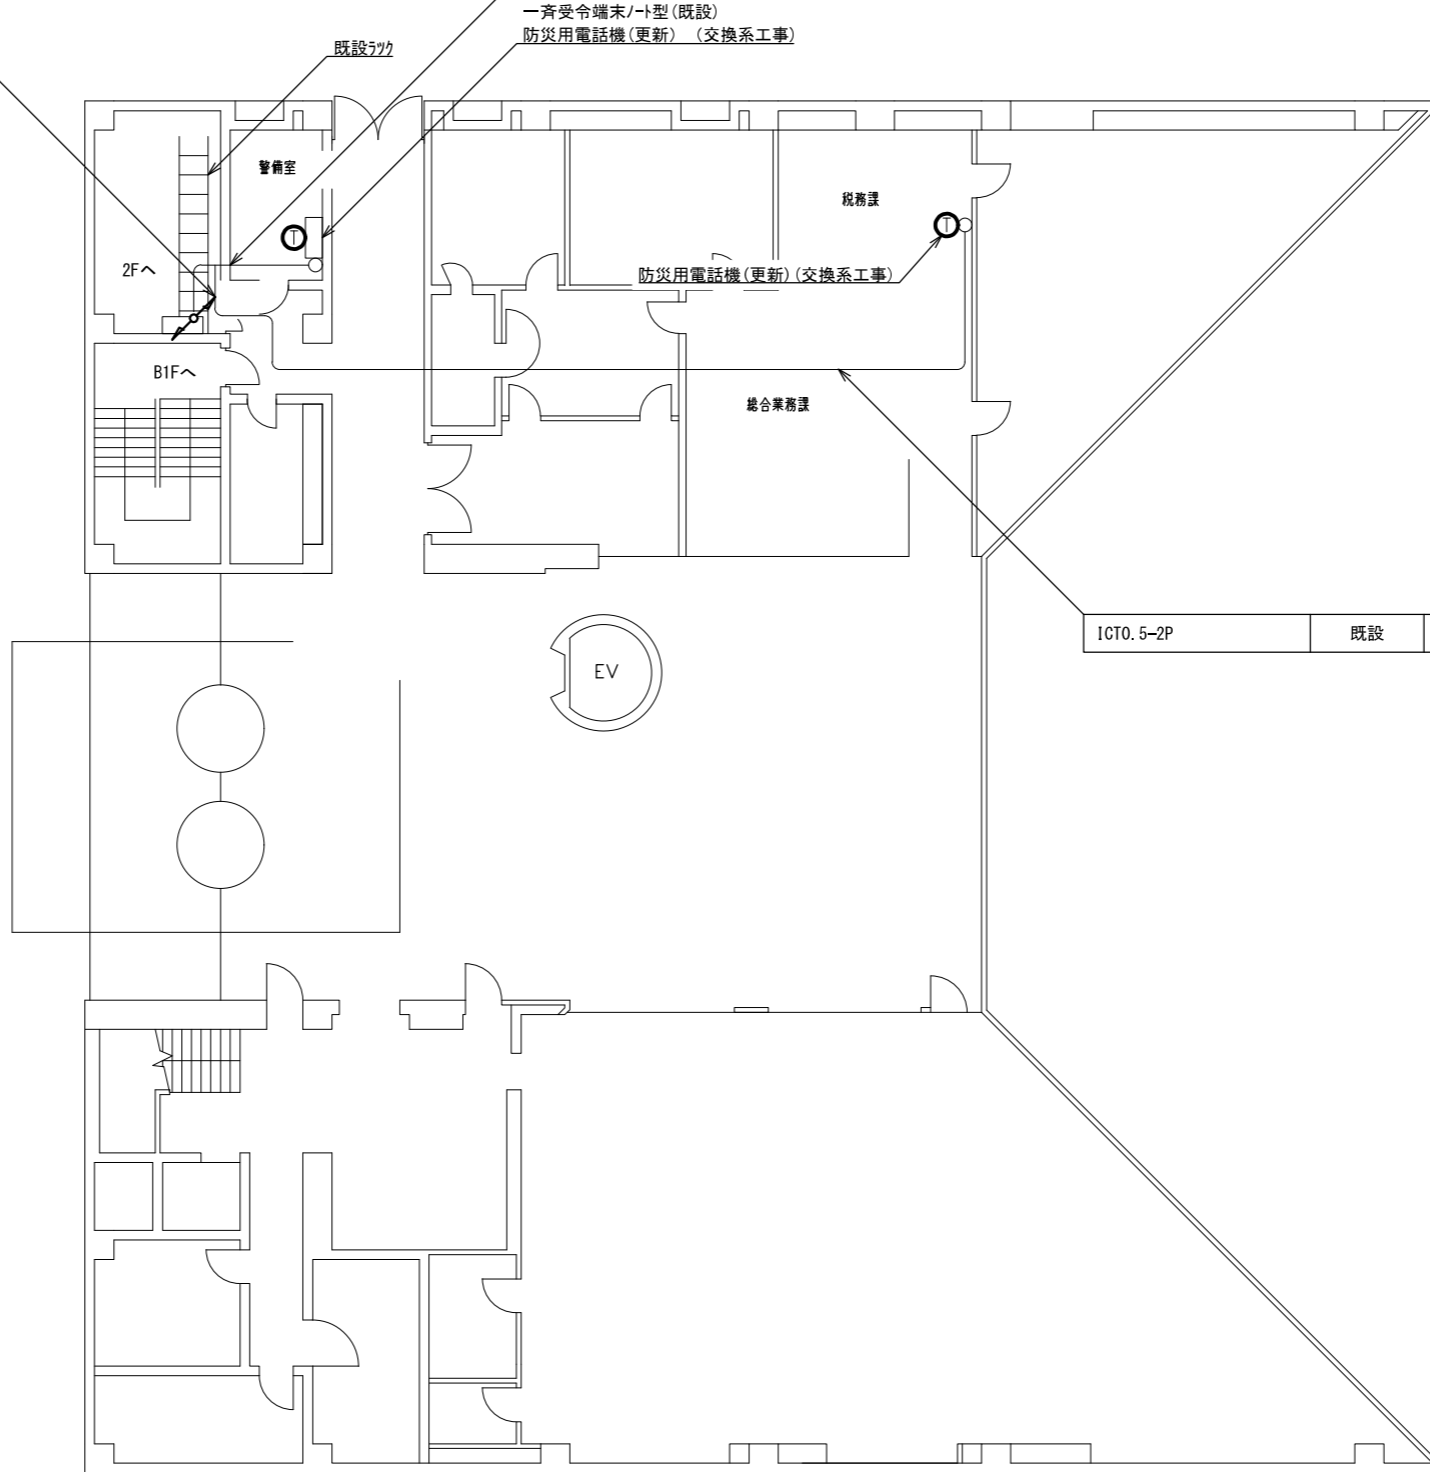 一斉受令端末ﾉｰﾄ型(既設)
防災用電話機(更新) (交換系工事)
既設ﾗｯｸ
警備室
税務課
T
T
2Fへ
防災用電話機(更新)(交換系工事)
B1Fへ
総合業務課
ICT0.5-2P 既設
EV